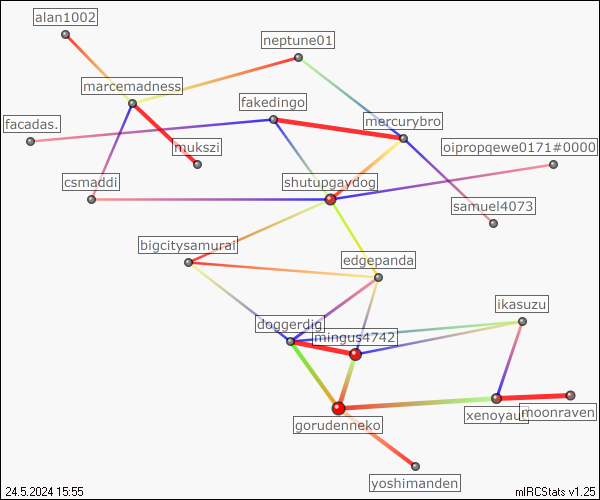 alan1002
neptune01
marcemadness
fakedingo
mercurybro
facadas.
mukszi
oipropqewe0171#0000
csmaddi
shutupgaydog
samuel4073
bigcitysamurai
edgepanda
ikasuzu
doggerdig
mingus4742
xenoyaur
moonraven
gorudenneko
yoshimanden
24.5.2024 15:55
mIRCStats v1.25